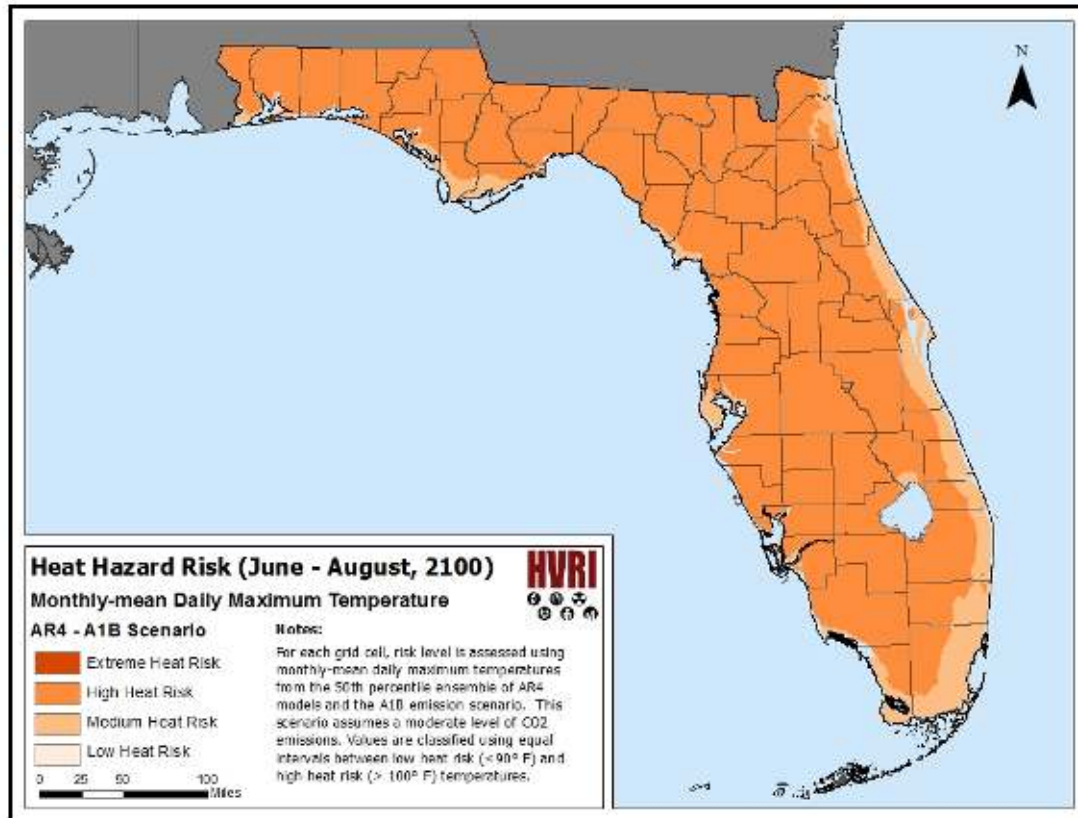 N
Heat Hazard Risk (June - August, 2100)
HVRI
Monthly-mean Daily Maximum Temperature
AR4 - A1B Scenario
Extreme Heat Risk
High Heat Risk
Medium Heat Risk
Low Heat Risk
0 25 50 100
Miles
Notes:
For each grid cell, risk level is assessed using
monthly-mean daily maximum temperatures
from the 50th percentile ensemble of AR4
models and the A1B emission scenario. This
scenario assumes a moderate level of CO2
emissions. Values are classified using equal
intervals between low heat risk (<90° F) and
high heat risk (> 100° F) temperatures.